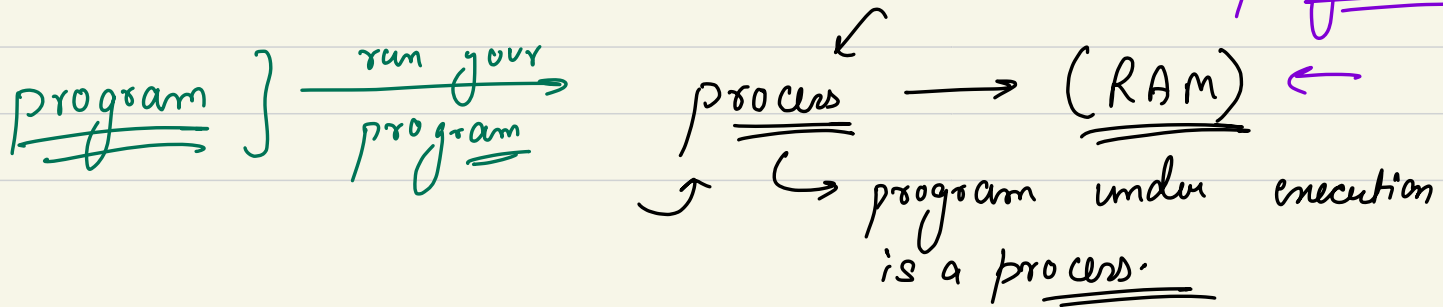 program ] run your program → process → (RAM) ←
↳ program under execution
is a process.